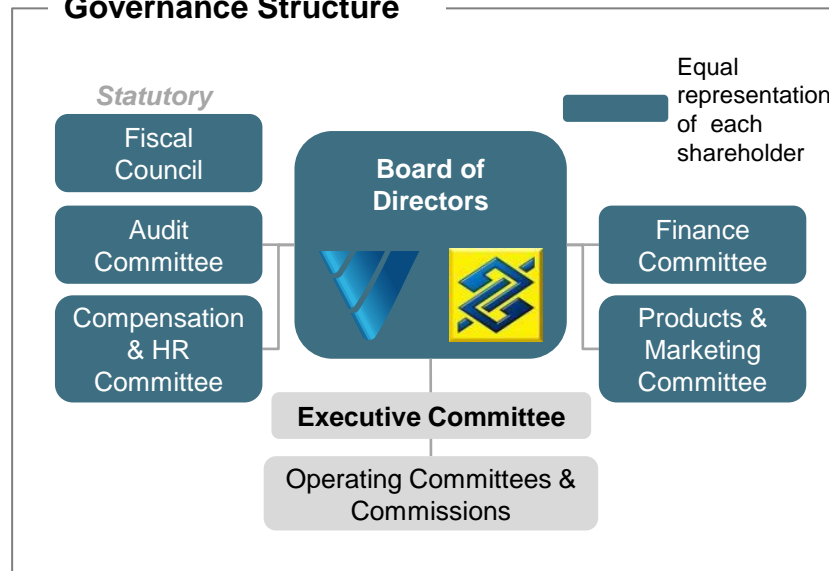 Governance Structure
Statutory
Equal
representation
of each
shareholder
Fiscal
Council
Board of
Directors
Audit
Committee
Finance
Committee
Compensation
& HR
Committee
Products &
Marketing
Committee
Executive Committee
Operating Committees &
Commissions